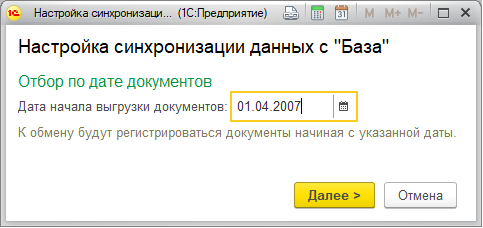 Настройка синхронизаци... (1С:Предприятие)
31
M M+ M-
Настройка синхронизации данных с "База"
Отбор по дате документов
Дата начала выгрузки документов: 01.04.2007
К обмену будут регистрироваться документы начиная с указанной даты.
Далее > Отмена